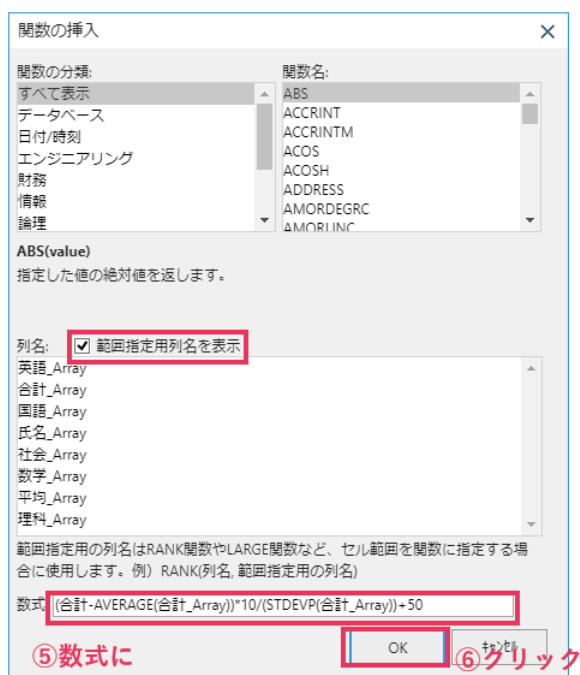 関数の挿入
関数の分類:
すべて表示
データベース
日付/時刻
エンジニアリング
財務
情報
論理
関数名:
ABS
ACCRINT
ACCRINTM
ACOS
ACOSH
ADDRESS
AMORDEGRC
AMORLINC
ABS(value)
指定した値の絶対値を返します。
列名: 範囲指定用列名を表示
英語_Array
合計_Array
国語_Array
氏名_Array
社会_Array
数学_Array
平均_Array
理科_Array
範囲指定用の列名はRANK関数やLARGE関数など、セル範囲を関数に指定する場
合に使用します。例）RANK(列名, 範囲指定用の列名)
数式 (合計-AVERAGE(合計_Array))*10/(STDEVP(合計_Array))+50
⑤数式に
OK
ｷｬﾝｾﾙ
⑥クリック